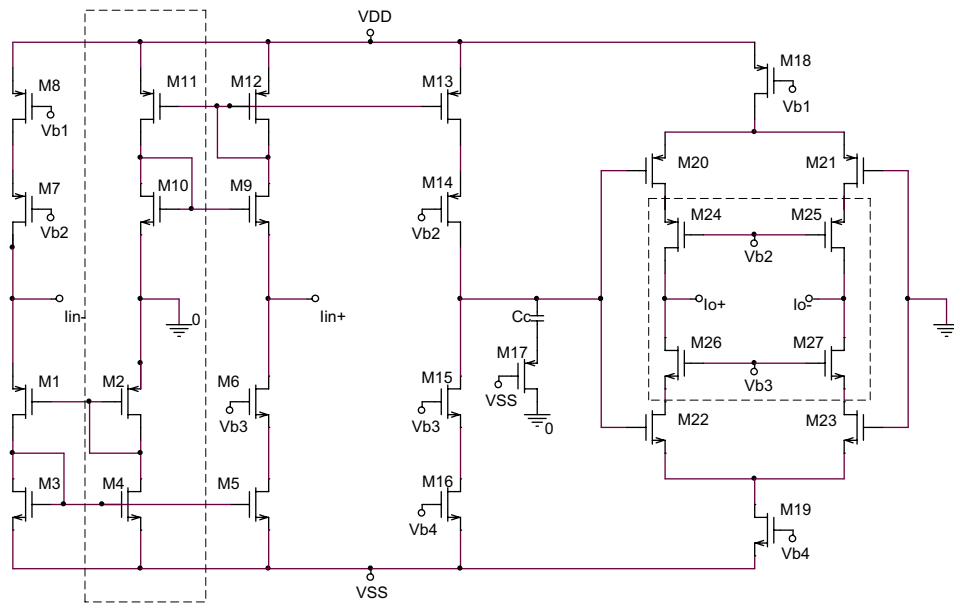 VDD
M8
M11
M12
M13
M18
Vb1
Vb1
M20
M21
M7
M10
M9
M14
Vb2
Vb2
M24
M25
Vb2
Iin-
0
Iin+
Cc
Io+
Io-
M17
M26
M27
M1
M2
M6
M15
VSS
Vb3
Vb3
Vb3
0
M22
M23
M3
M4
M5
M16
Vb4
M19
Vb4
VSS